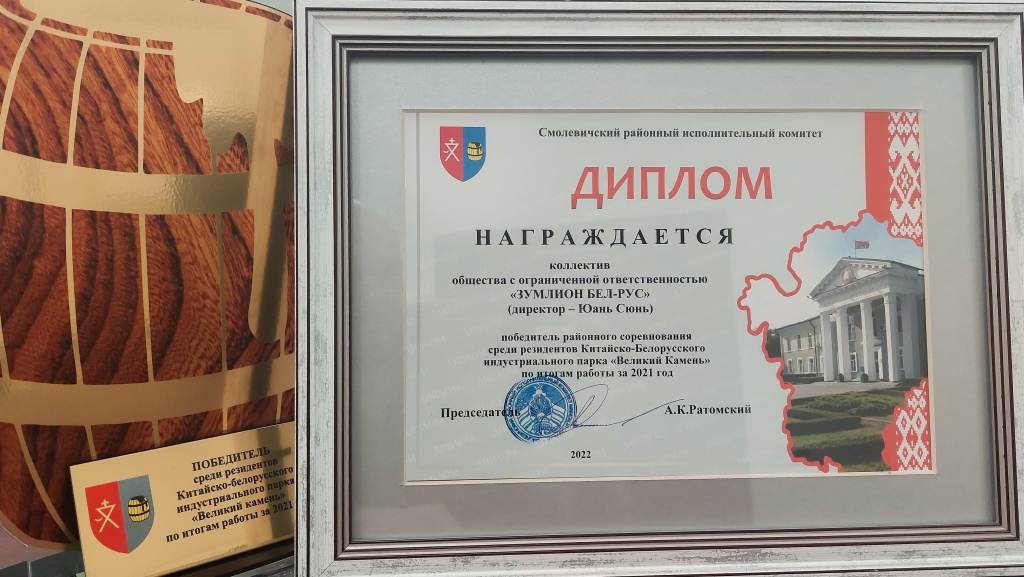 Смолевичский районный исполнительный комитет
ДИПЛОМ
НАГРАЖДАЕТСЯ
коллектив
общества с ограниченной ответственностью
«ЗУМЛИОН БЕЛ-РУС»
(директор – Юань Сюнь)
победитель районного соревнования
среди резидентов Китайско-Белорусского
индустриального парка «Великий Камень»
по итогам работы за 2021 год
Председатель А.К.Ратомский
2022
ПОБЕДИТЕЛЬ
среди резидентов
Китайско-белорусского
индустриального парка
«Великий камень»
по итогам работы за 2021